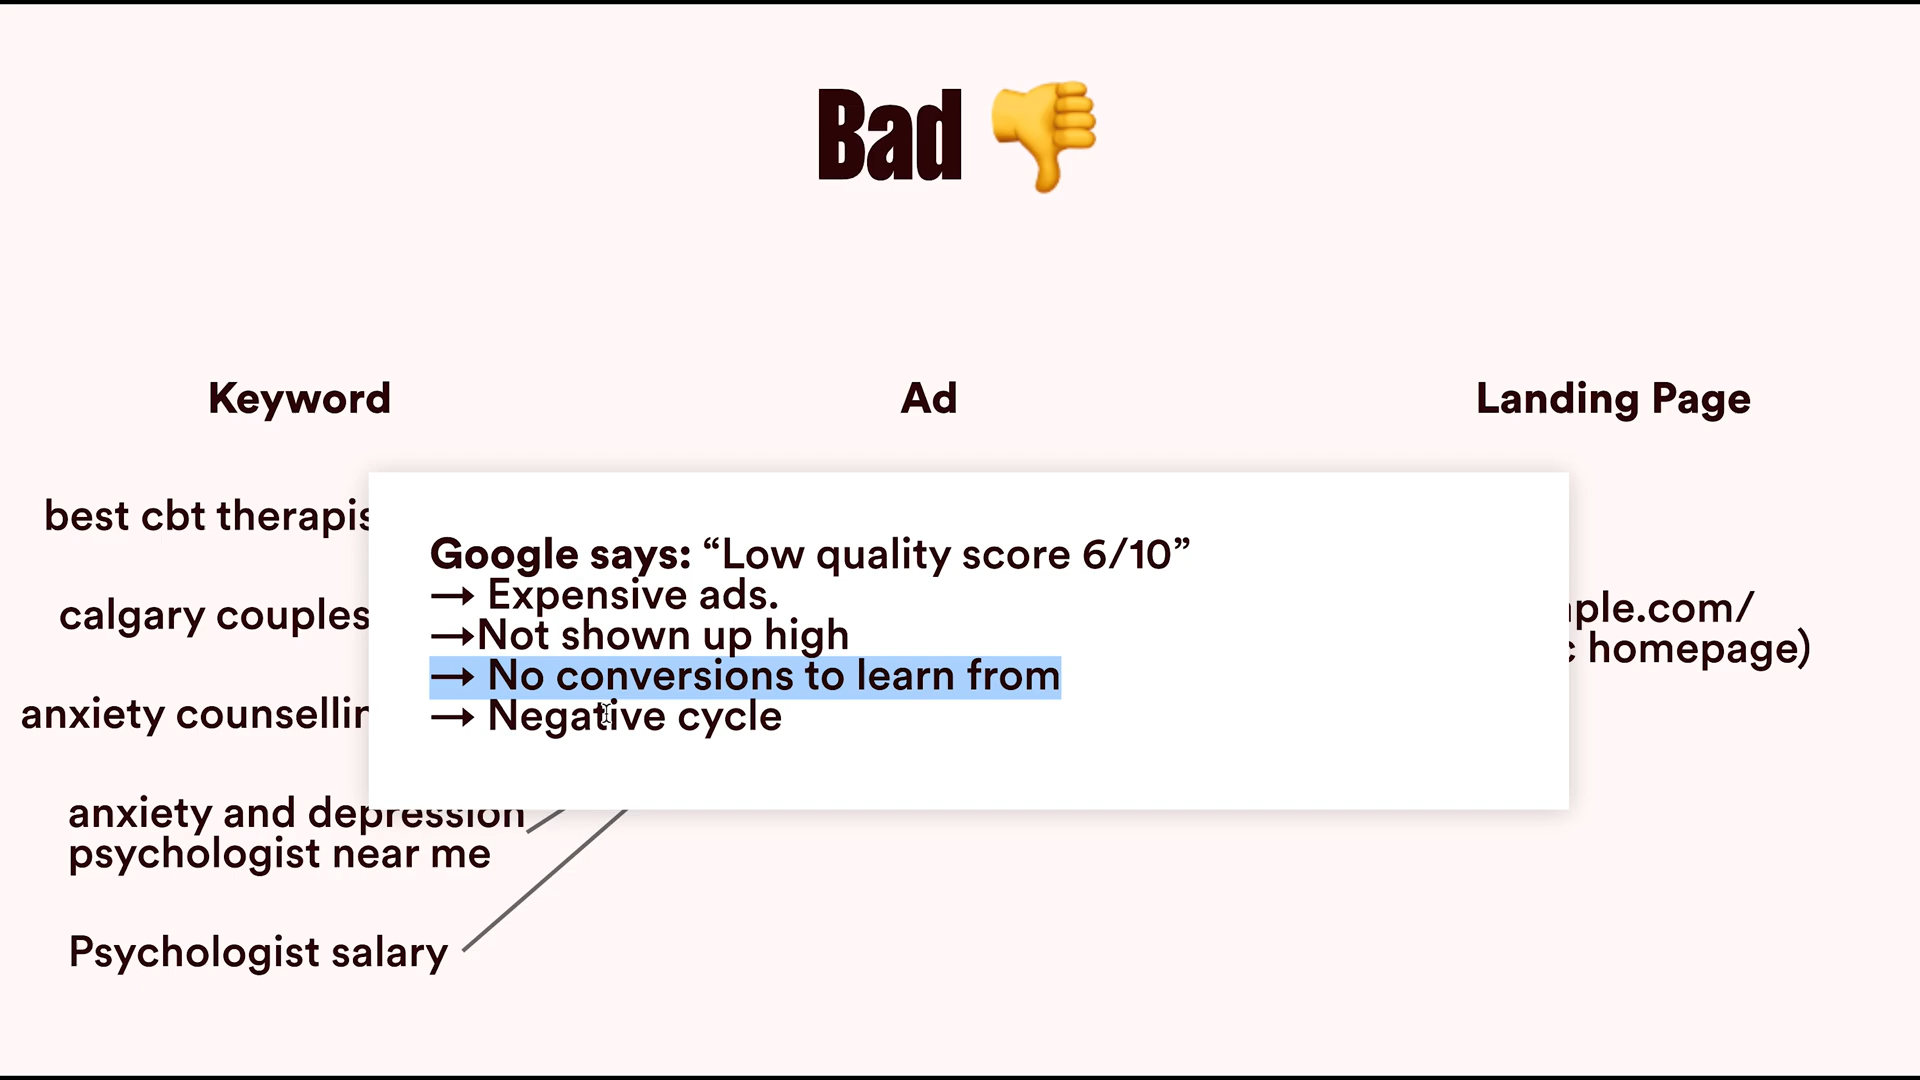 Bad
Keyword
Ad
Landing Page
best cbt
calgary couples
anxiety
anxiety and depression
psychologist near me
Psychologist salary
Google says: “Low quality score 6/10”
→ Expensive ads.
→Not shown up high
→ No conversions to learn from
→ Negative cycle
ple.com/
homepage)